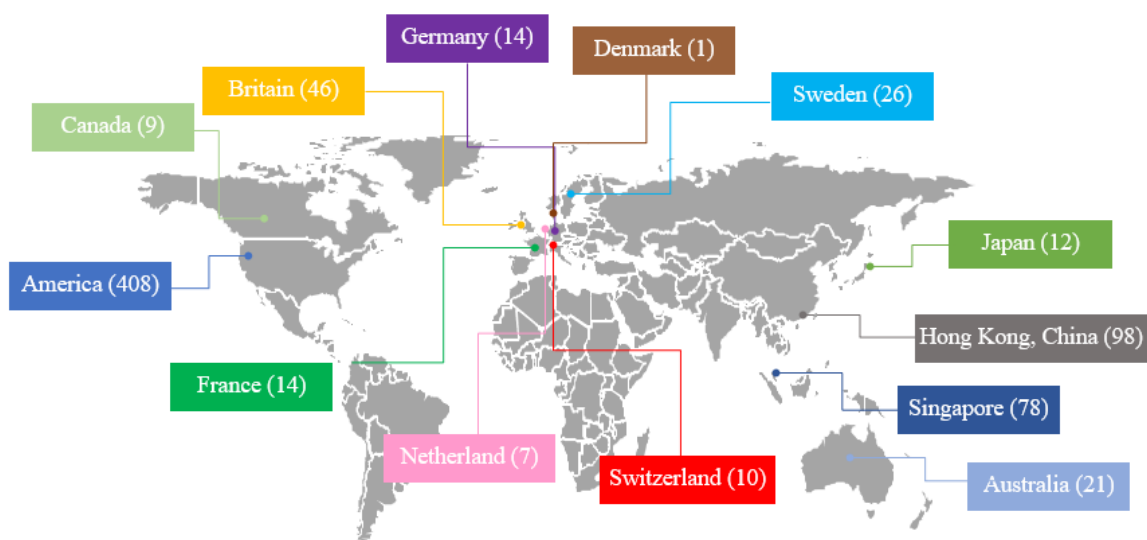 Germany (14)
Denmark (1)
Britain (46)
Sweden (26)
Canada (9)
Japan (12)
America (408)
Hong Kong, China (98)
France (14)
Singapore (78)
Netherland (7)
Switzerland (10)
Australia (21)